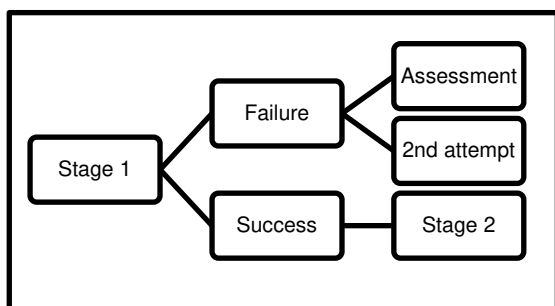 Stage 1
Failure
Assessment
2nd attempt
Success
Stage 2